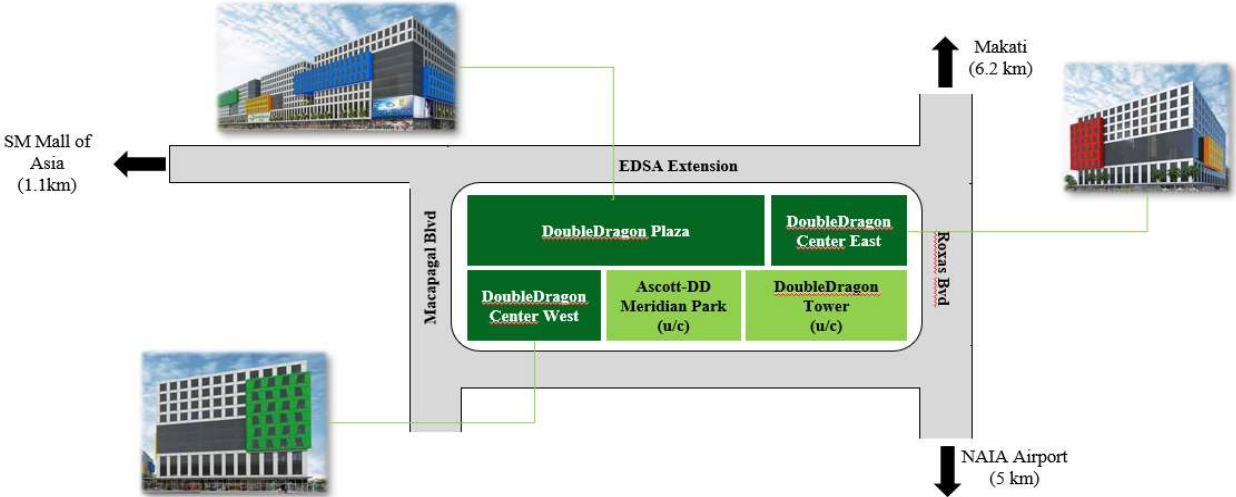 Makati
(6.2 km)
SM Mall of
Asia
(1.1km)
EDSA Extension
Macapagal Blvd
DoubleDragon Plaza
DoubleDragon
Center East
Roxas Bvd
DoubleDragon
Center West
Ascott-DD
Meridian Park
(u/c)
DoubleDragon
Tower
(u/c)
NAIA Airport
(5 km)